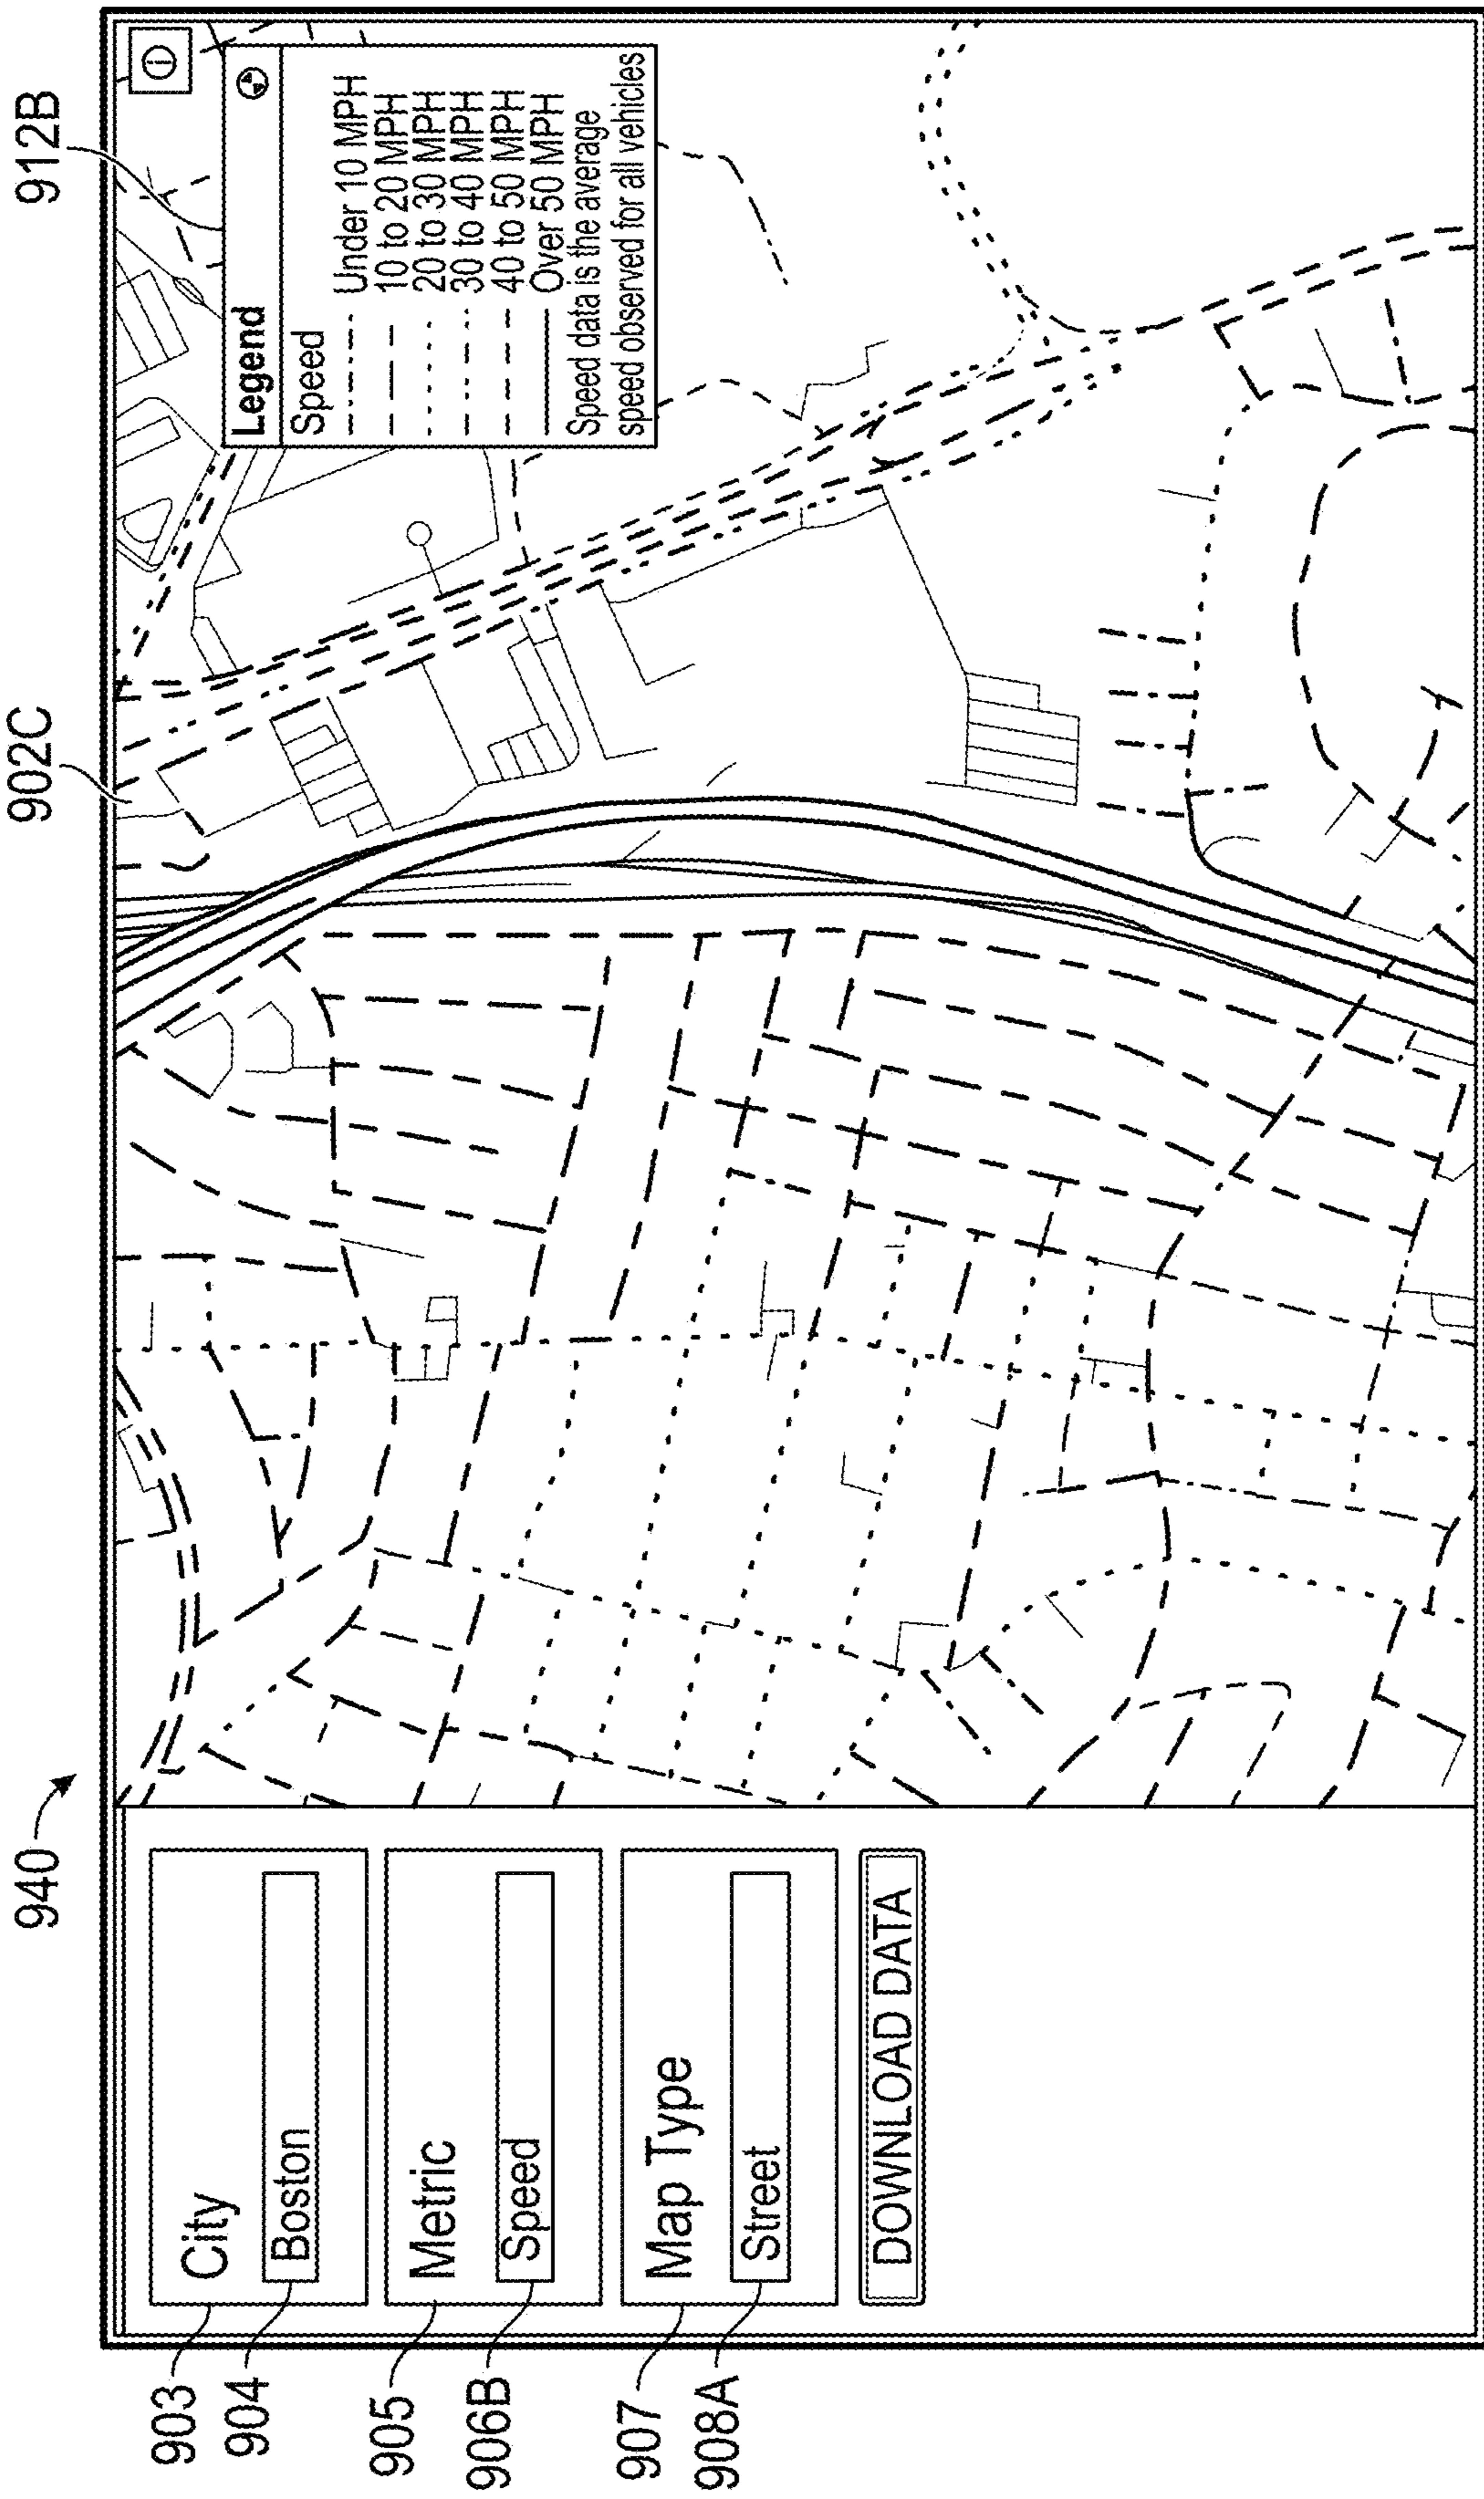 940
902C
912B
903
City
904
Boston
905
Metric
906B
Speed
907
Map Type
908A
Street
DOWNLOAD DATA
Legend
Speed
Under 10 MPH
10 to 20 MPH
20 to 30 MPH
30 to 40 MPH
40 to 50 MPH
Over 50 MPH
Speed data is the average
speed observed for all vehicles